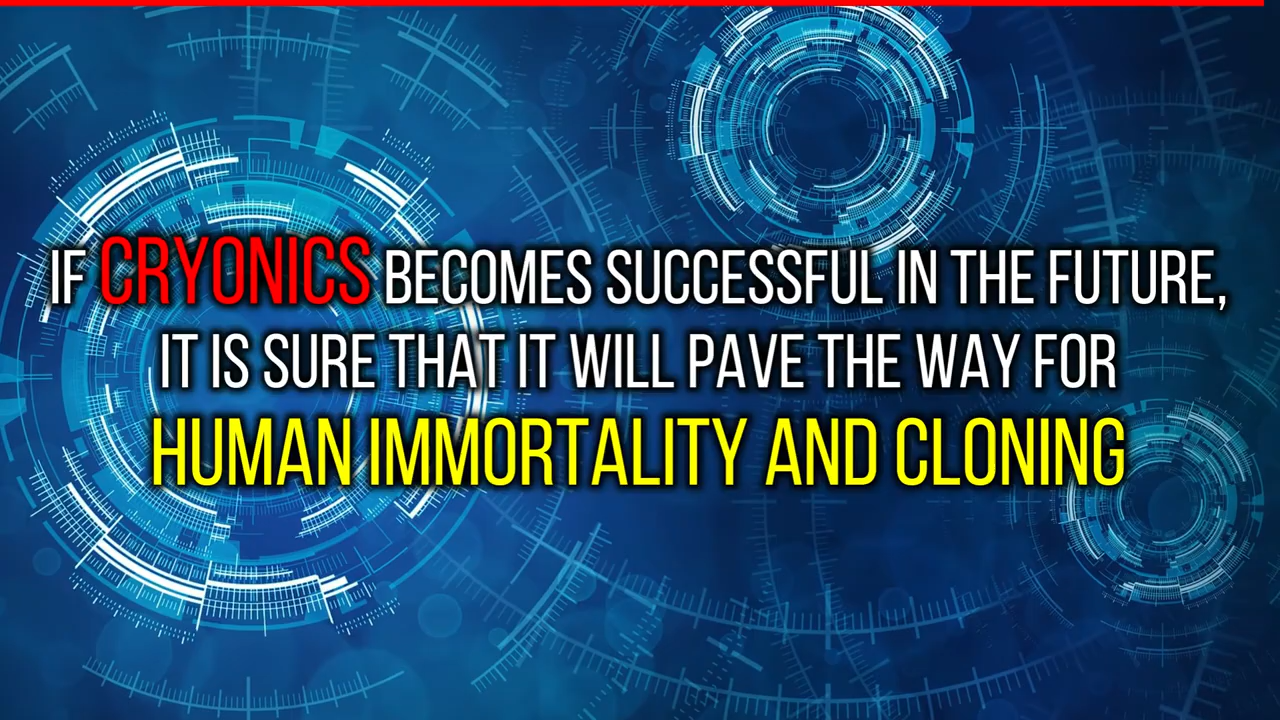 IF CRYONICS BECOMES SUCCESSFUL IN THE FUTURE,
IT IS SURE THAT IT WILL PAVE THE WAY FOR
HUMAN IMMORTALITY AND CLONING